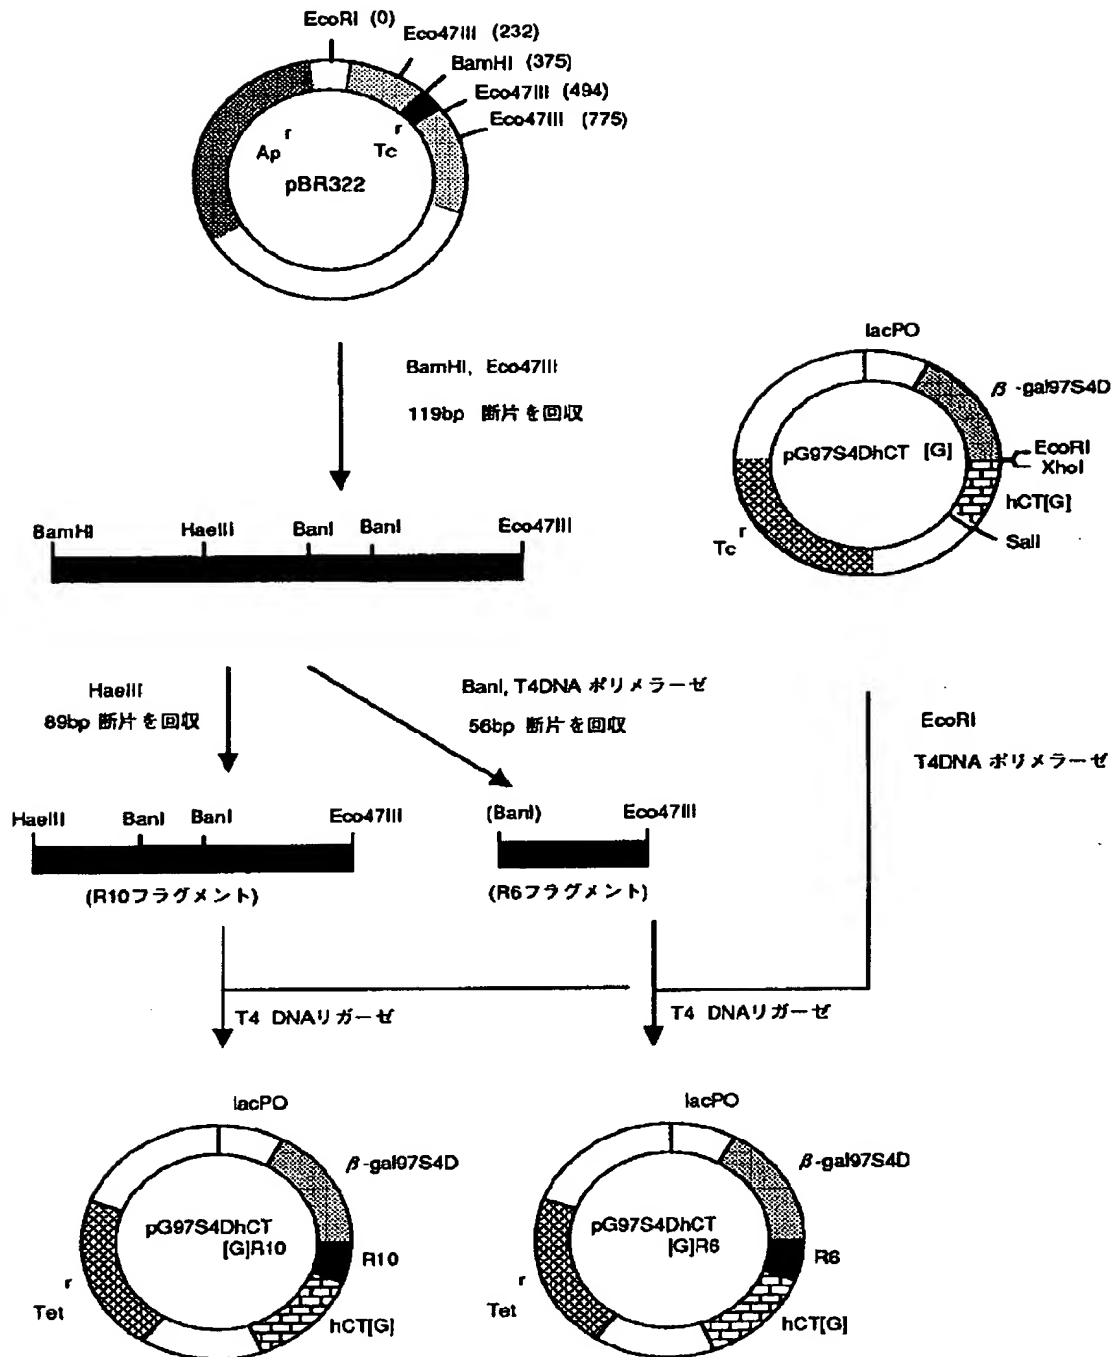 EcoRI (0)
Eco47III (232)
BamHI (375)
Eco47III (494)
Eco47III (775)
r
Ap
r
Tc
pBR322
BamHI, Eco47III
119bp 断片を回収
lacPO
β-gal97S4D
pG97S4DhCT [G]
EcoRI
XhoI
hCT[G]
SalI
r
Tc
BamHI
HaeIII
BanI
BanI
Eco47III
HaeIII
89bp 断片を回収
BanI, T4DNA ポリメラーゼ
56bp 断片を回収
EcoRI
T4DNA ポリメラーゼ
HaeIII
BanI
BanI
Eco47III
(R10フラグメント)
(BanI)
Eco47III
(R6フラグメント)
T4 DNAリガーゼ
T4 DNAリガーゼ
lacPO
β-gal97S4D
pG97S4DhCT
[G]R10
R10
r
Tet
hCT[G]
lacPO
β-gal97S4D
pG97S4DhCT
[G]R6
R6
r
Tet
hCT[G]